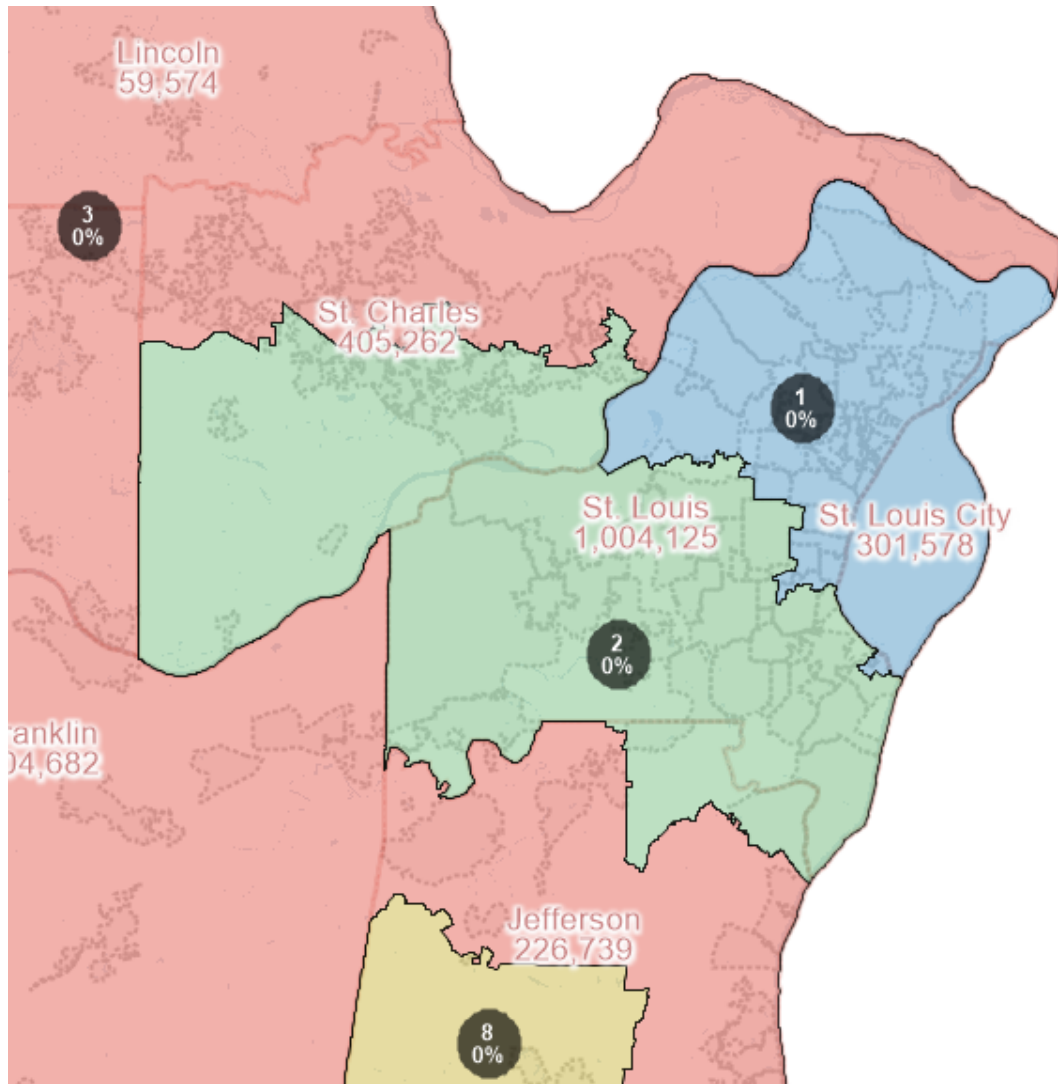 Lincoln
59,574
3
0%
St. Charles
405,262
1
0%
St. Louis
1,004,125
St. Louis City
301,578
2
0%
ranklin
04,682
Jefferson
226,739
8
0%